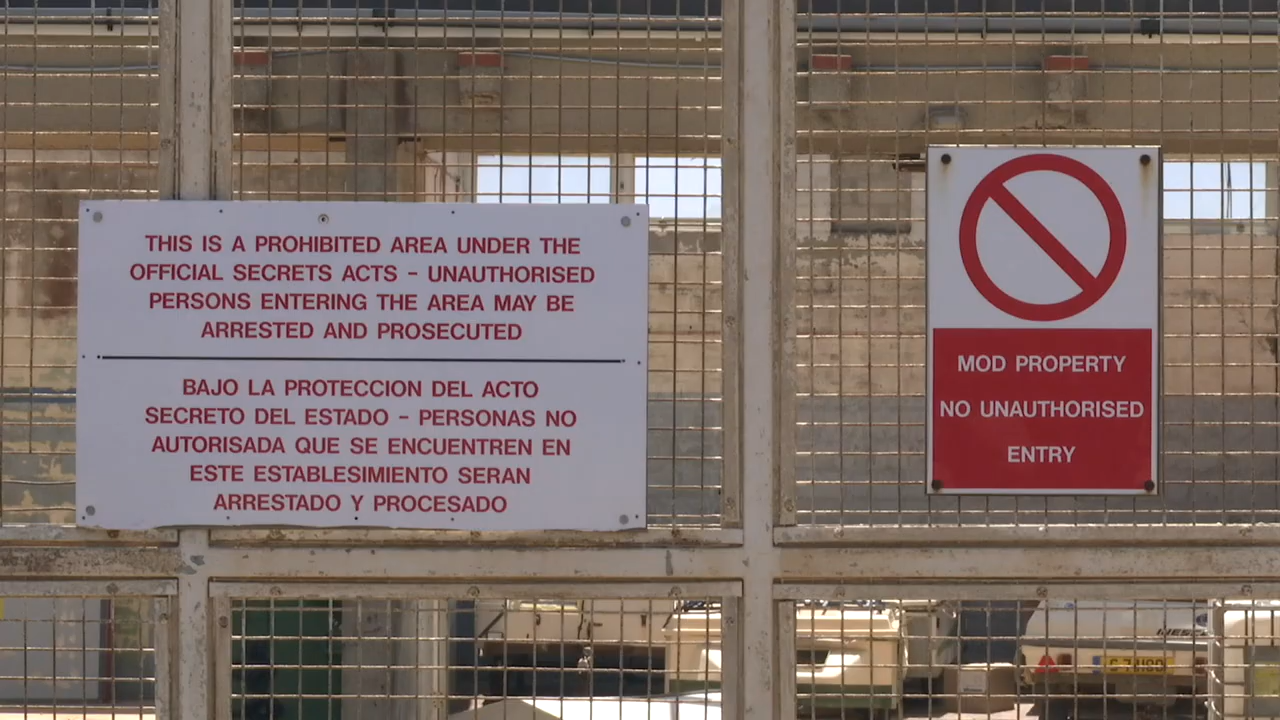 THIS IS A PROHIBITED AREA UNDER THE
OFFICIAL SECRETS ACTS - UNAUTHORISED
PERSONS ENTERING THE AREA MAY BE
ARRESTED AND PROSECUTED
BAJO LA PROTECCION DEL ACTO
SECRETO DEL ESTADO - PERSONAS NO
AUTORISADA QUE SE ENCUENTREN EN
ESTE ESTABLESIMIENTO SERAN
ARRESTADO Y PROCESADO
MOD PROPERTY
NO UNAUTHORISED
ENTRY